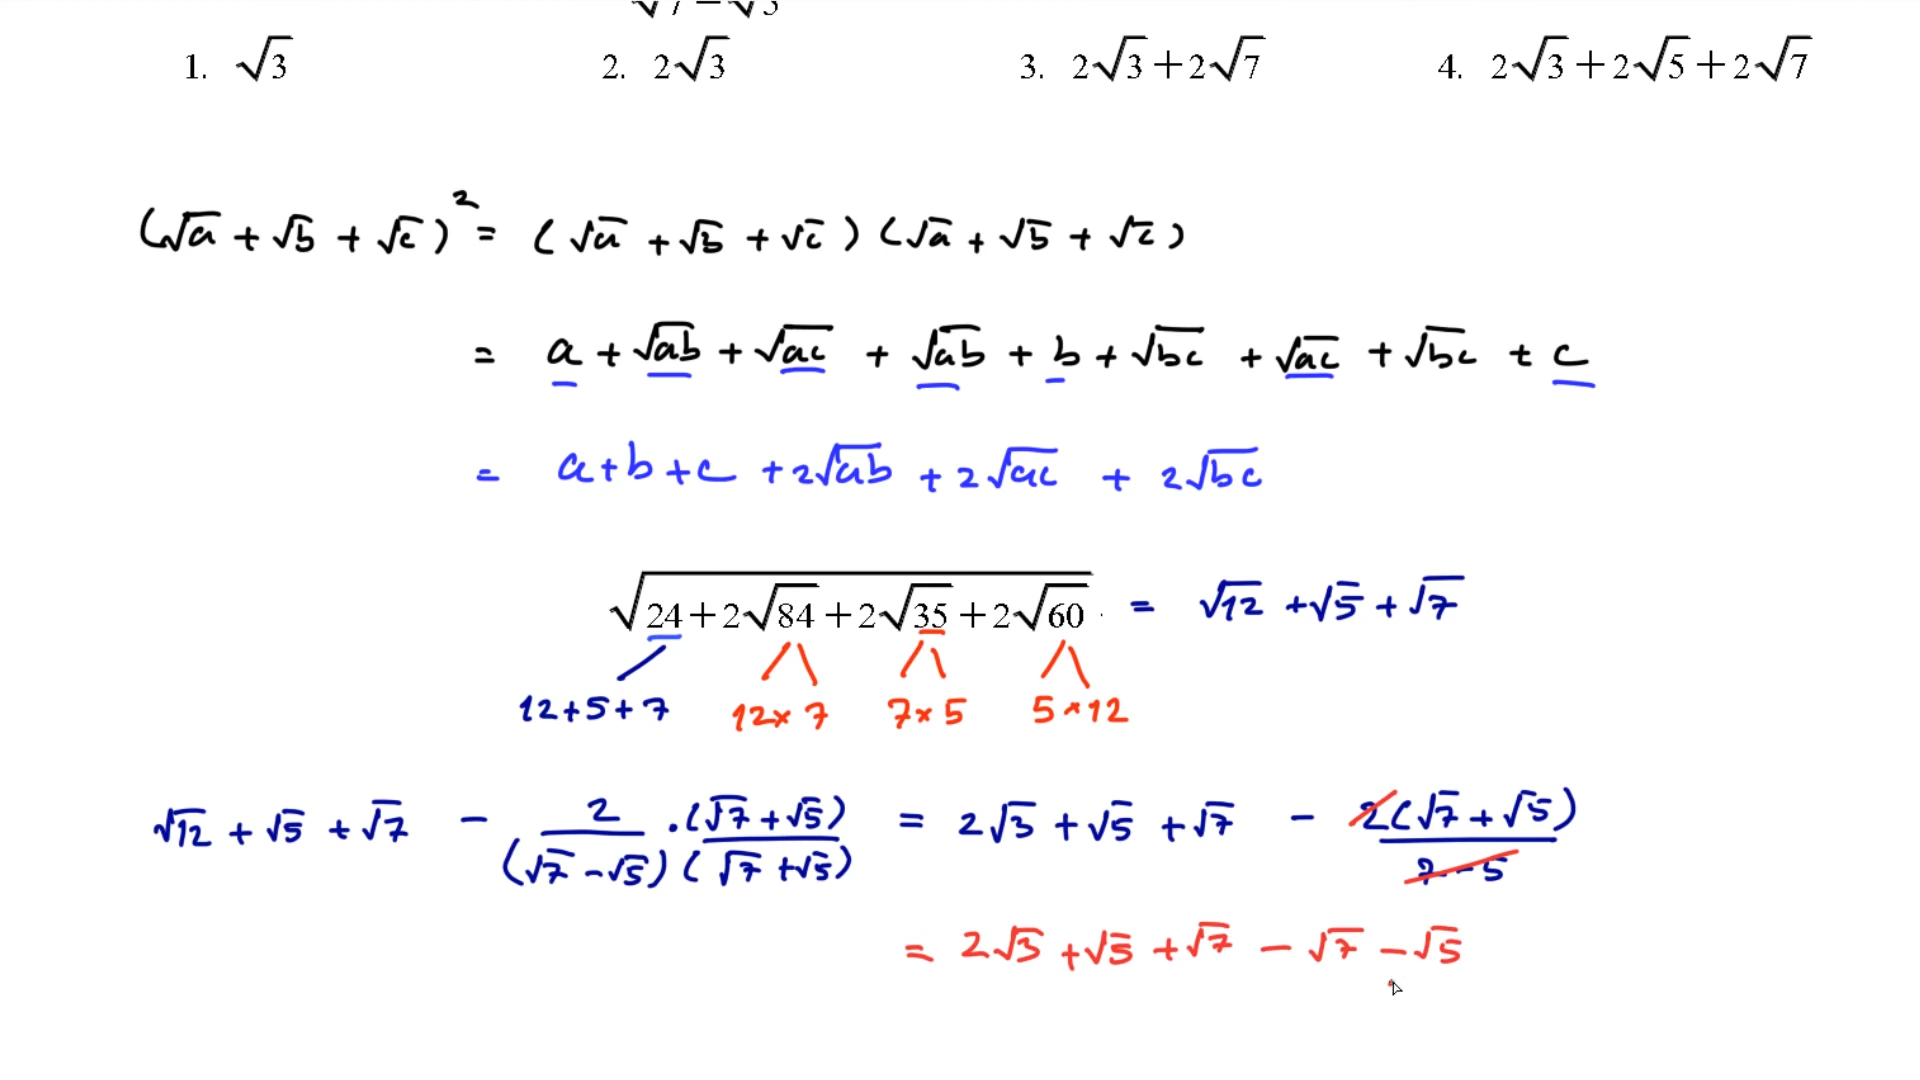 √7 − √5
1. √3 2. 2√3 3. 2√3+2√7 4. 2√3+2√5+2√7
(√a + √b + √c)² = (√a + √b + √c)(√a + √b + √c)
= a + √ab + √ac + √ab + b + √bc + √ac + √bc + c
= a+b+c +2√ab + 2√ac + 2√bc
√(24+2√84+2√35+2√60) = √12 +√5 + √7
12+5+7 12×7 7×5 5×12
√12 + √5 + √7 − 2/(√7 − √5) · (√7 + √5)/(√7 + √5) = 2√3 + √5 + √7 − 2(√7 + √5)/(7−5)
= 2√3 + √5 + √7 − √7 − √5